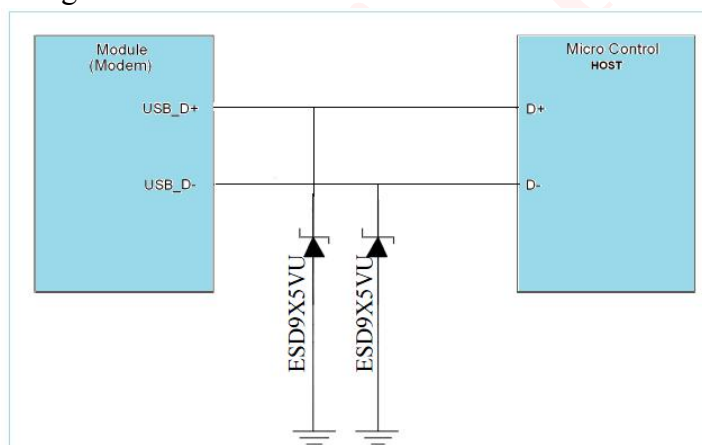 Module
(Modem)
Micro Control
HOST
USB_D+
D+
USB_D-
D-
ESD9X5VU
ESD9X5VU